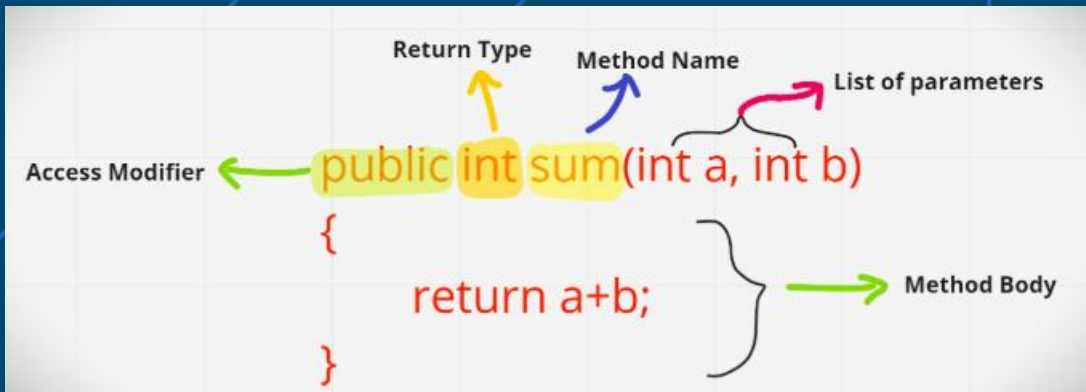 Return Type
Method Name
List of parameters
Access Modifier
public int sum(int a, int b)
{
return a+b;
Method Body
}